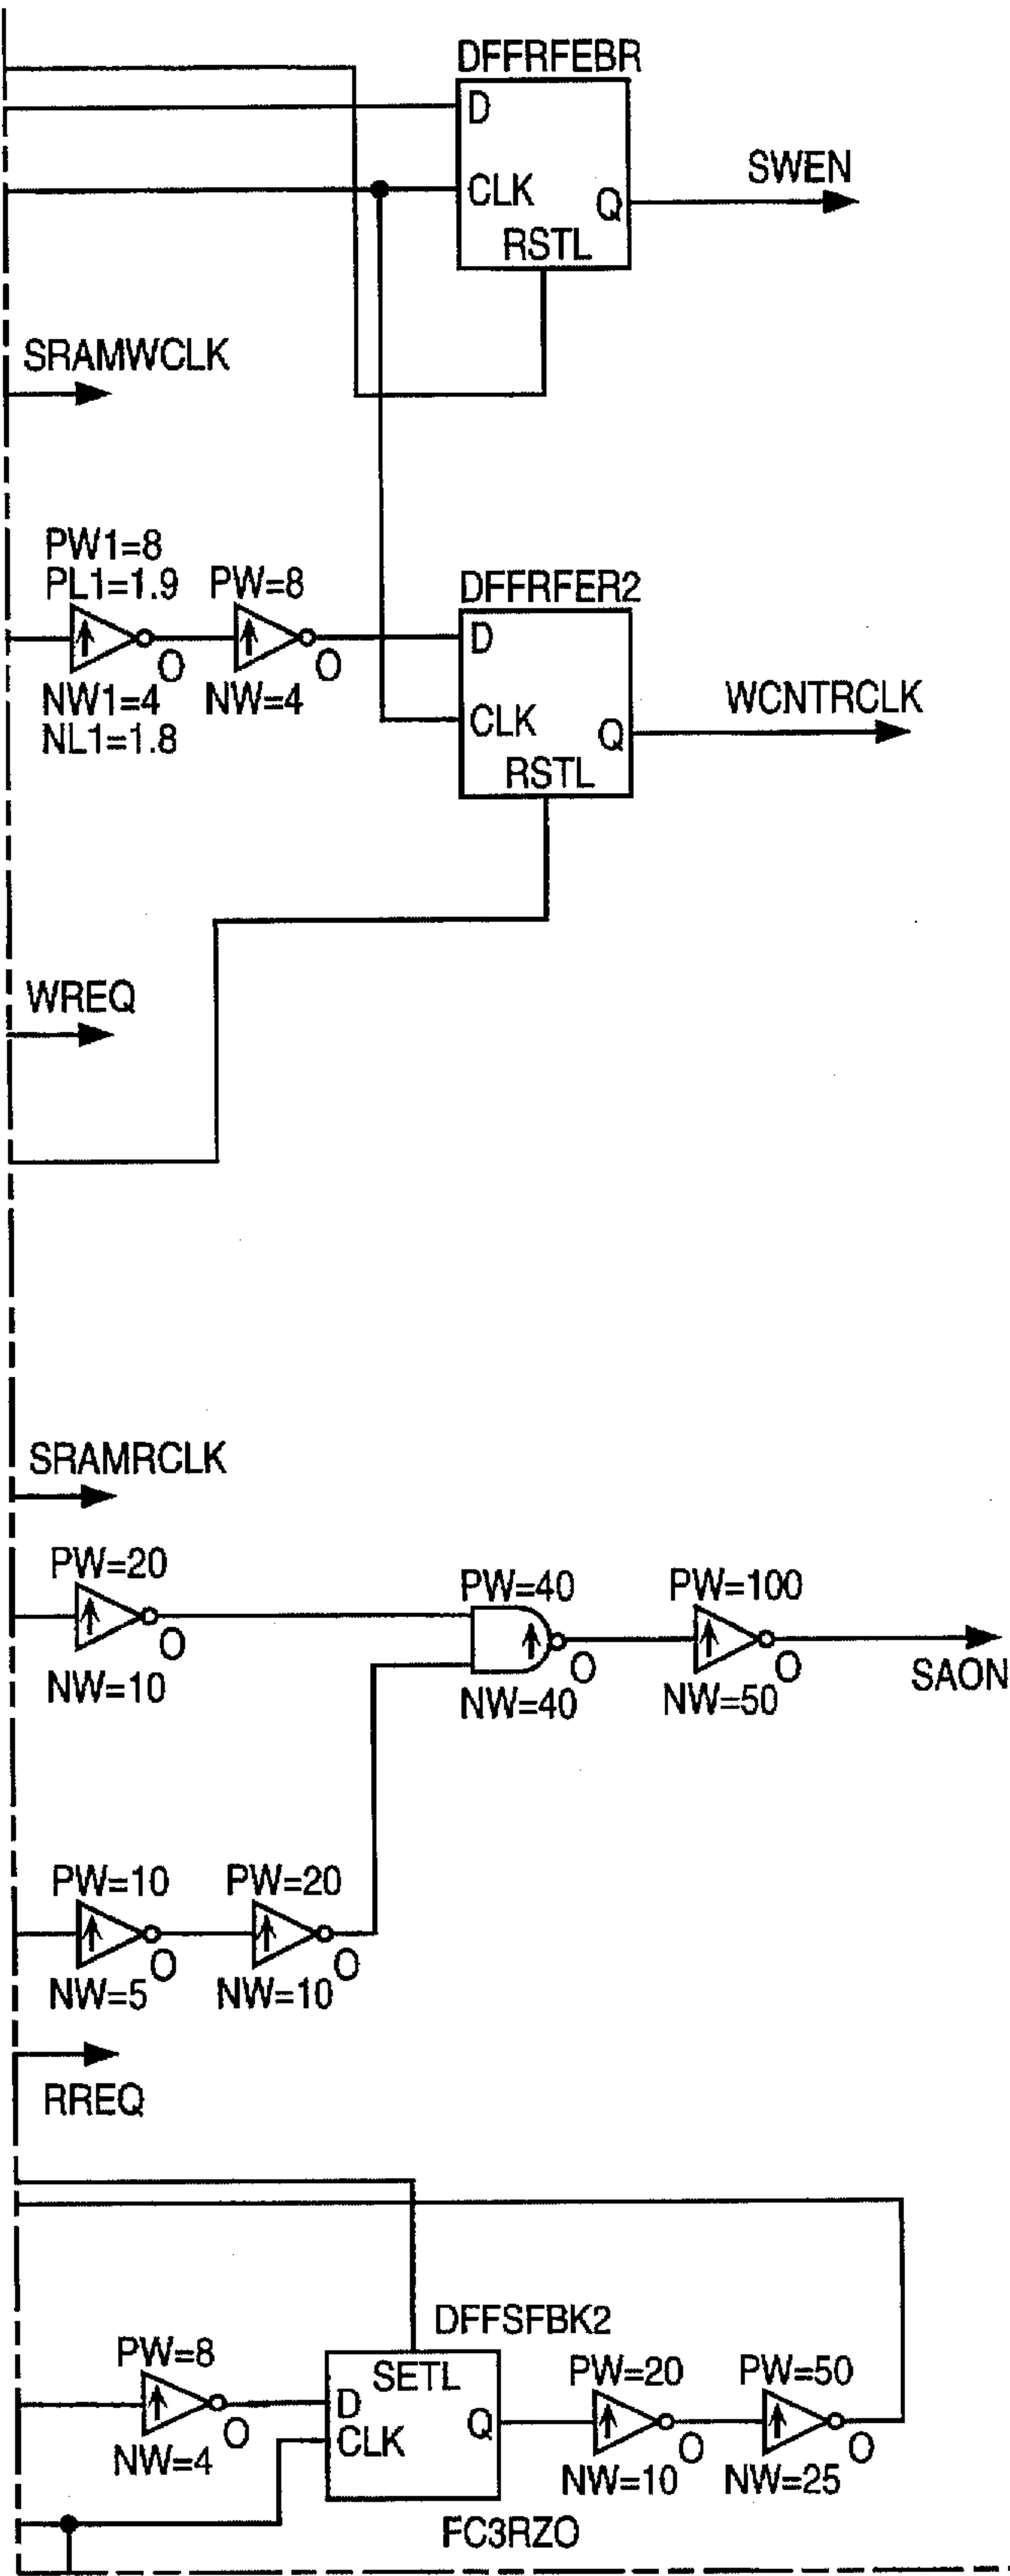 DFFRFEBR
D
CLK
Q
RSTL
SWEN
SRAMWCLK
PW1=8
PL1=1.9
O
NW1=4
NL1=1.8
PW=8
O
NW=4
DFFRFER2
D
CLK
Q
RSTL
WCNTRCLK
WREQ
SRAMRCLK
PW=20
O
NW=10
PW=40
O
NW=40
PW=100
O
NW=50
SAON
PW=10
O
NW=5
PW=20
O
NW=10
RREQ
DFFSFBK2
PW=8
O
NW=4
SETL
D
CLK
Q
PW=20
O
NW=10
PW=50
O
NW=25
FC3RZO